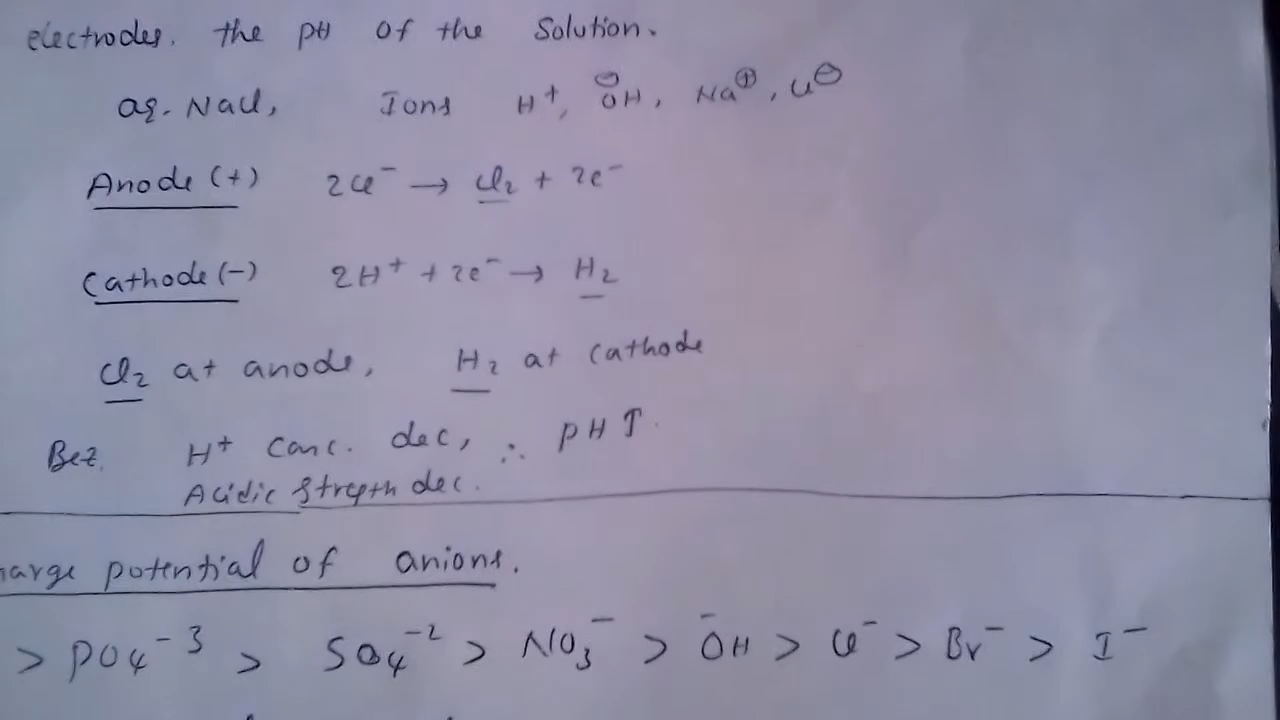 electrodes. the pH of the Solution.
aq. NaCl, Ions H⁺, OH⁻, Na⁺, Cl⁻
Anode (+) 2Cl⁻ → Cl₂ + 2e⁻
Cathode (-) 2H⁺ + 2e⁻ → H₂
Cl₂ at anode, H₂ at cathode
H⁺ Conc. dec, ∴ PH ↑.
Acidic Strength dec.
harge potential of anions.
> PO₄⁻³ > SO₄⁻² > NO₃⁻ > ⁻OH > Cl⁻ > Br⁻ > I⁻